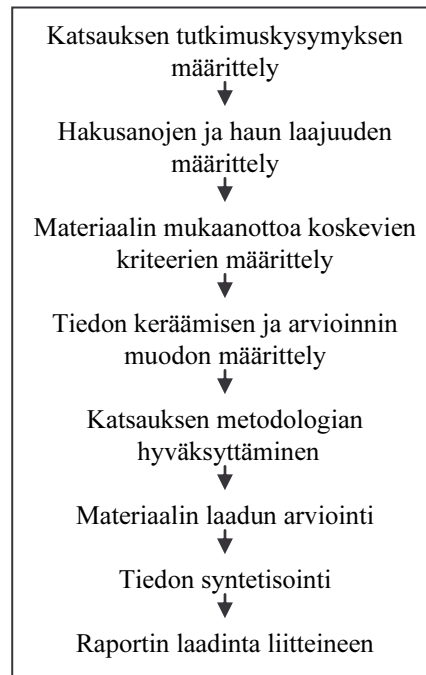 Katsauksen tutkimuskysymyksen
määrittely
Hakusanojen ja haun laajuuden
määrittely
Materiaalin mukaanottoa koskevien
kriteerien määrittely
Tiedon keräämisen ja arvioinnin
muodon määrittely
Katsauksen metodologian
hyväksyttäminen
Materiaalin laadun arviointi
Tiedon syntetisointi
Raportin laadinta liitteineen